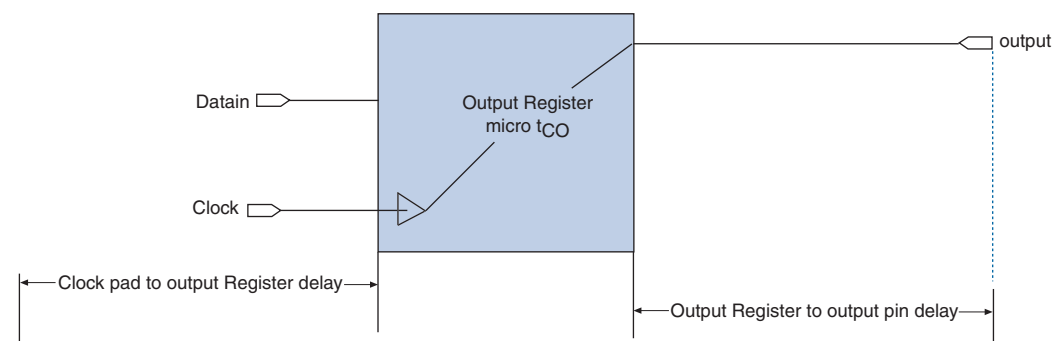 output
Datain
Output Register
micro tCO
Clock
Clock pad to output Register delay
Output Register to output pin delay